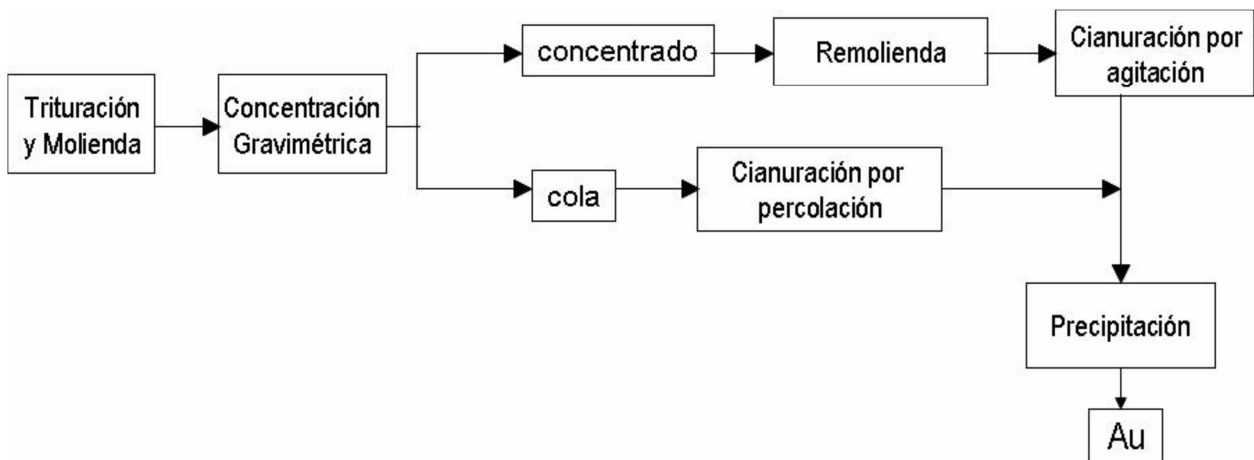 Trituración
y Molienda
Concentración
Gravimétrica
concentrado
Remolienda
Cianuración por
agitación
cola
Cianuración por
percolación
Precipitación
Au